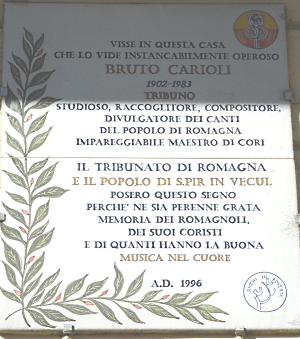 VISSE IN QUESTA CASA
CHE LO VIDE INSTANCABILMENTE OPEROSO
BRUTO CARIOLI
1902-1983
TRIBUNO
STUDIOSO, RACCOGLITORE, COMPOSITORE,
DIVULGATORE DEI CANTI
DEL POPOLO DI ROMAGNA
IMPAREGGIABILE MAESTRO DI CORI
IL TRIBUNATO DI ROMAGNA
E IL POPOLO DI S.PIR IN VECUL
POSERO QUESTO SEGNO
PERCHE' NE SIA PERENNE GRATA
MEMORIA DEI ROMAGNOLI,
DEI SUOI CORISTI
E DI QUANTI HANNO LA BUONA
MUSICA NEL CUORE
A.D. 1996